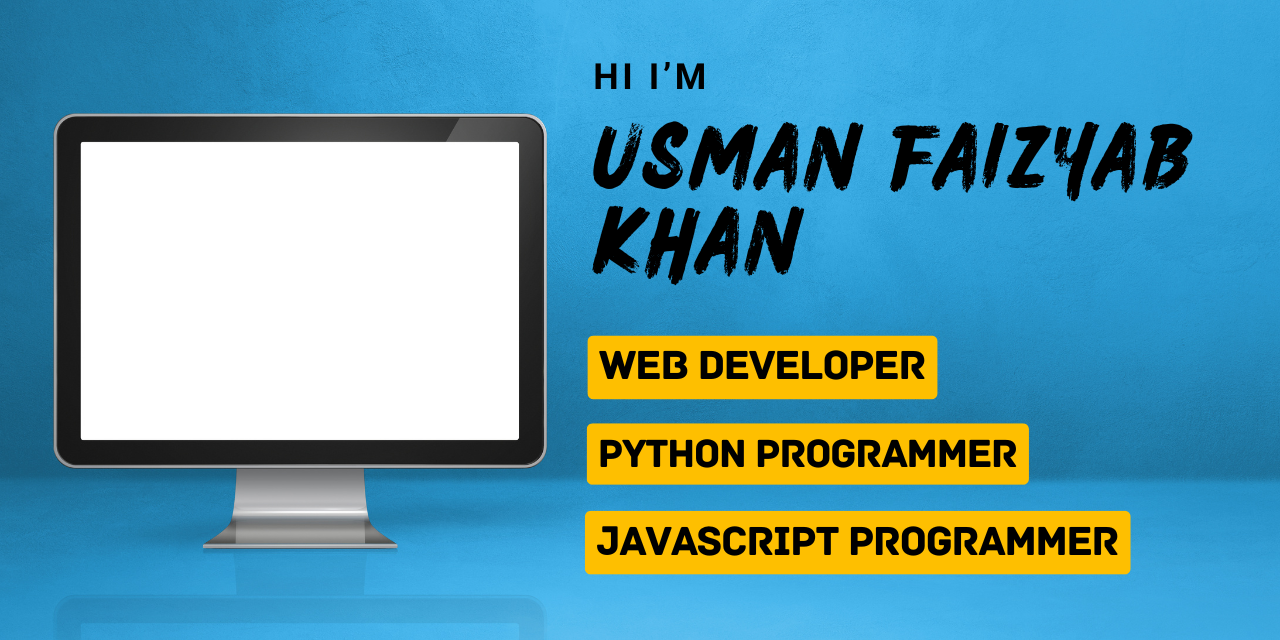 HI I’M
USMAN FAIZYAB
KHAN
WEB DEVELOPER
PYTHON PROGRAMMER
JAVASCRIPT PROGRAMMER